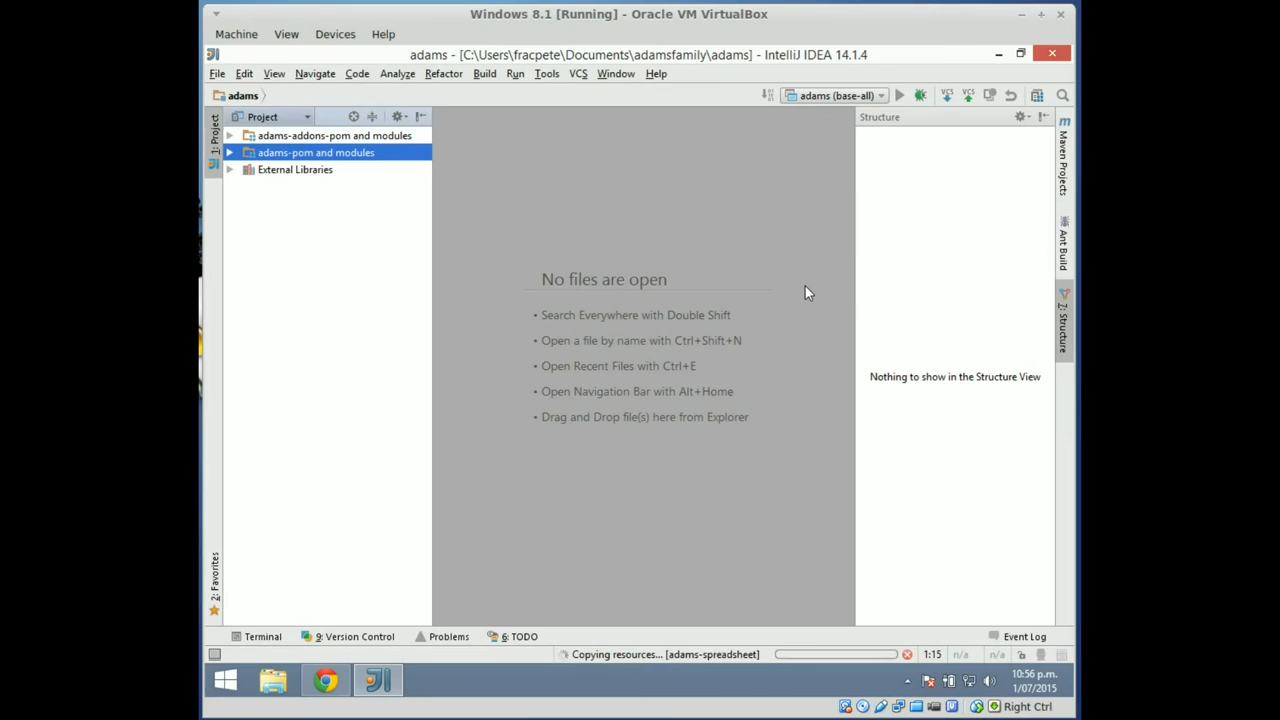 Windows 8.1 [Running] - Oracle VM VirtualBox
Machine View Devices Help
adams - [C:\Users\fracpete\Documents\adamsfamily\adams] - IntelliJ IDEA 14.1.4
File Edit View Navigate Code Analyze Refactor Build Run Tools VCS Window Help
adams
adams (base-all)
VCS VCS
Project
Structure
1: Project
adams-addons-pom and modules
adams-pom and modules
External Libraries
No files are open
• Search Everywhere with Double Shift
• Open a file by name with Ctrl+Shift+N
• Open Recent Files with Ctrl+E
• Open Navigation Bar with Alt+Home
• Drag and Drop file(s) here from Explorer
Nothing to show in the Structure View
m Maven Projects
Ant Build
7: Structure
2: Favorites
Terminal 9: Version Control Problems 6: TODO Event Log
Copying resources... [adams-spreadsheet] 1:15 n/a n/a
10:56 p.m.
1/07/2015
Right Ctrl